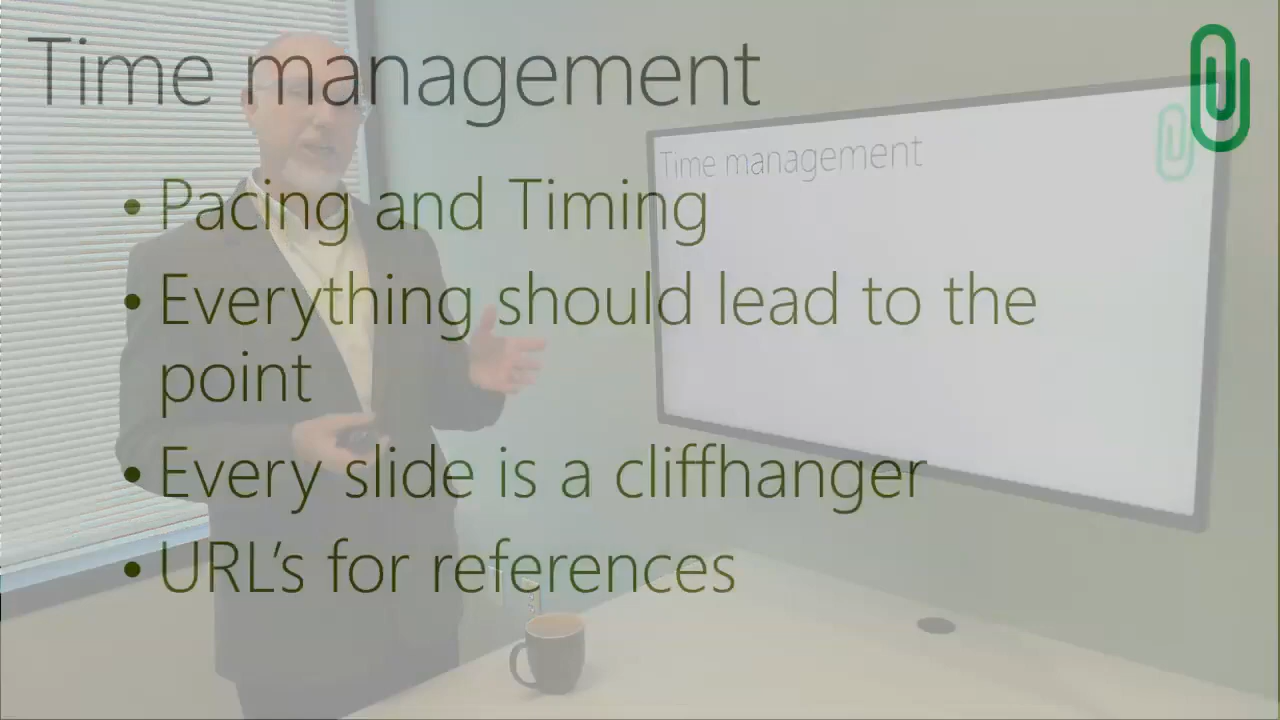 Time management
Time management
• Pacing and Timing
• Everything should lead to the
point
• Every slide is a cliffhanger
• URL's for references